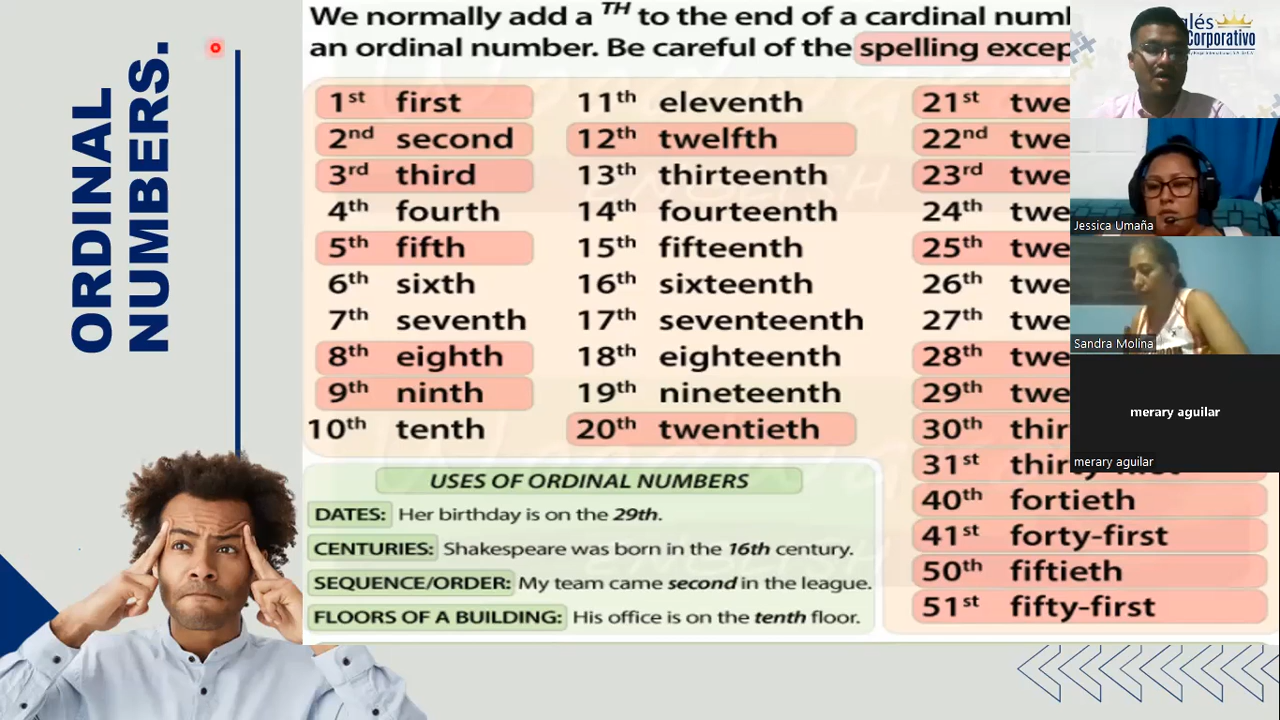 ORDINAL
NUMBERS.
We normally add a TH to the end of a cardinal
an ordinal number. Be careful of the spelling
1st first
2nd second
3rd third
4th fourth
5th fifth
6th sixth
7th seventh
8th eighth
9th ninth
10th tenth
11th eleventh
12th twelfth
13th thirteenth
14th fourteenth
15th fifteenth
16th sixteenth
17th seventeenth
18th eighteenth
19th nineteenth
20th twentieth
21st
22nd
23rd
24th
25th
26th
27th
28th
29th
30th
31st
40th fortieth
41st forty-first
50th fiftieth
51st fifty-first
USES OF ORDINAL NUMBERS
DATES: Her birthday is on the 29th.
CENTURIES: Shakespeare was born in the 16th century.
SEQUENCE/ORDER: My team came second in the league.
FLOORS OF A BUILDING: His office is on the tenth floor.
Corporativo
Jessica Umaña
Sandra Molina
merary aguilar
merary aguilar